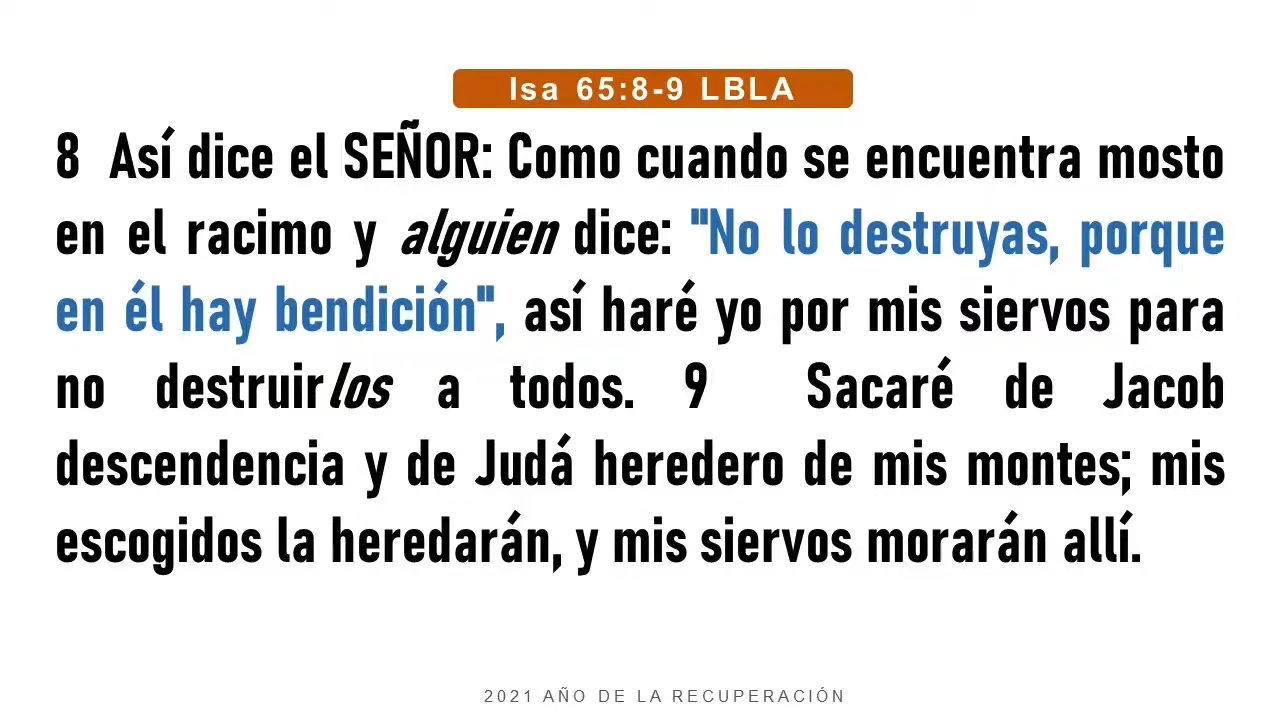 Isa 65:8-9 LBLA
8 Así dice el SEÑOR: Como cuando se encuentra mosto
en el racimo y alguien dice: "No lo destruyas, porque
en él hay bendición", así haré yo por mis siervos para
no destruirlos a todos. 9 Sacaré de Jacob
descendencia y de Judá heredero de mis montes; mis
escogidos la heredarán, y mis siervos morarán allí.
2021 AÑO DE LA RECUPERACIÓN